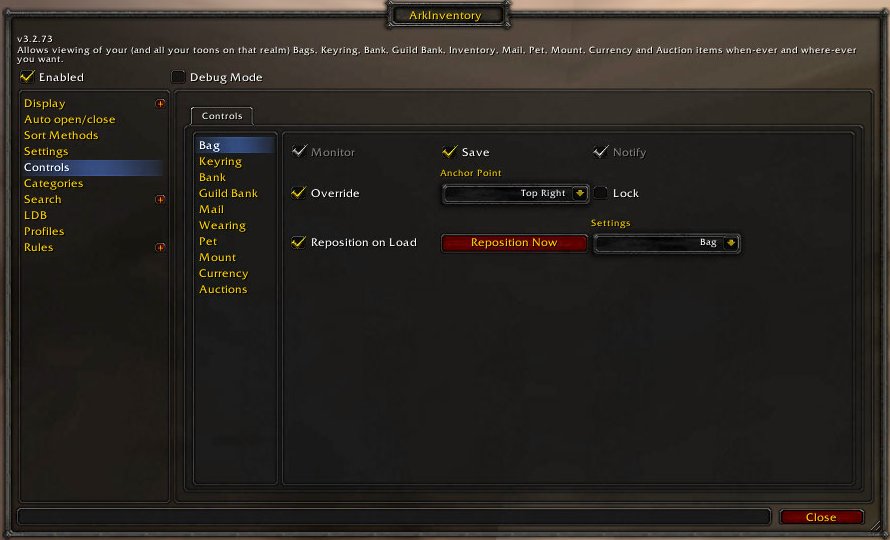 ArkInventory
v3.2.73
Allows viewing of your (and all your toons on that realm) Bags, Keyring, Bank, Guild Bank, Inventory, Mail, Pet, Mount, Currency and Auction items when-ever and where-ever
you want.
Enabled
Debug Mode
Display
Auto open/close
Sort Methods
Settings
Controls
Categories
Search
LDB
Profiles
Rules
Controls
Bag
Keyring
Bank
Guild Bank
Mail
Wearing
Pet
Mount
Currency
Auctions
Monitor
Save
Notify
Override
Anchor Point
Top Right
Lock
Reposition on Load
Reposition Now
Settings
Bag
Close